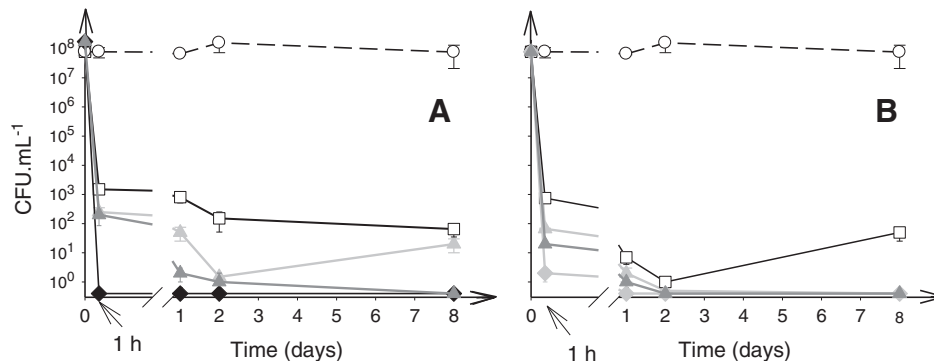 A
B
CFU.mL⁻¹
10⁸
10⁷
10⁶
10⁵
10⁴
10³
10²
10¹
10⁰
0 1 2 3 4 5 6 7 8
0 1 2 3 4 5 6 7 8
1 h
Time (days)
1 h
Time (days)